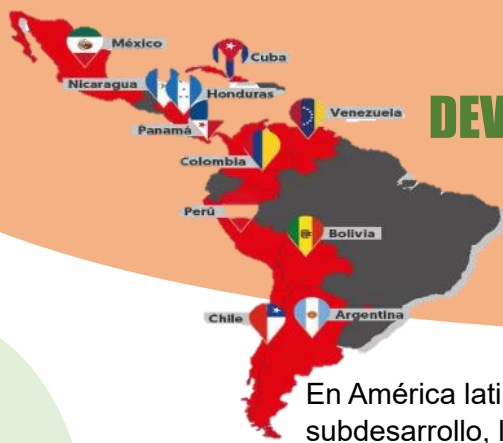 México
Cuba
Nicaragua
Honduras
Panamá
Venezuela
DEV
Colombia
Perú
Bolivia
Chile
Argentina
En América lati
subdesarrollo, l